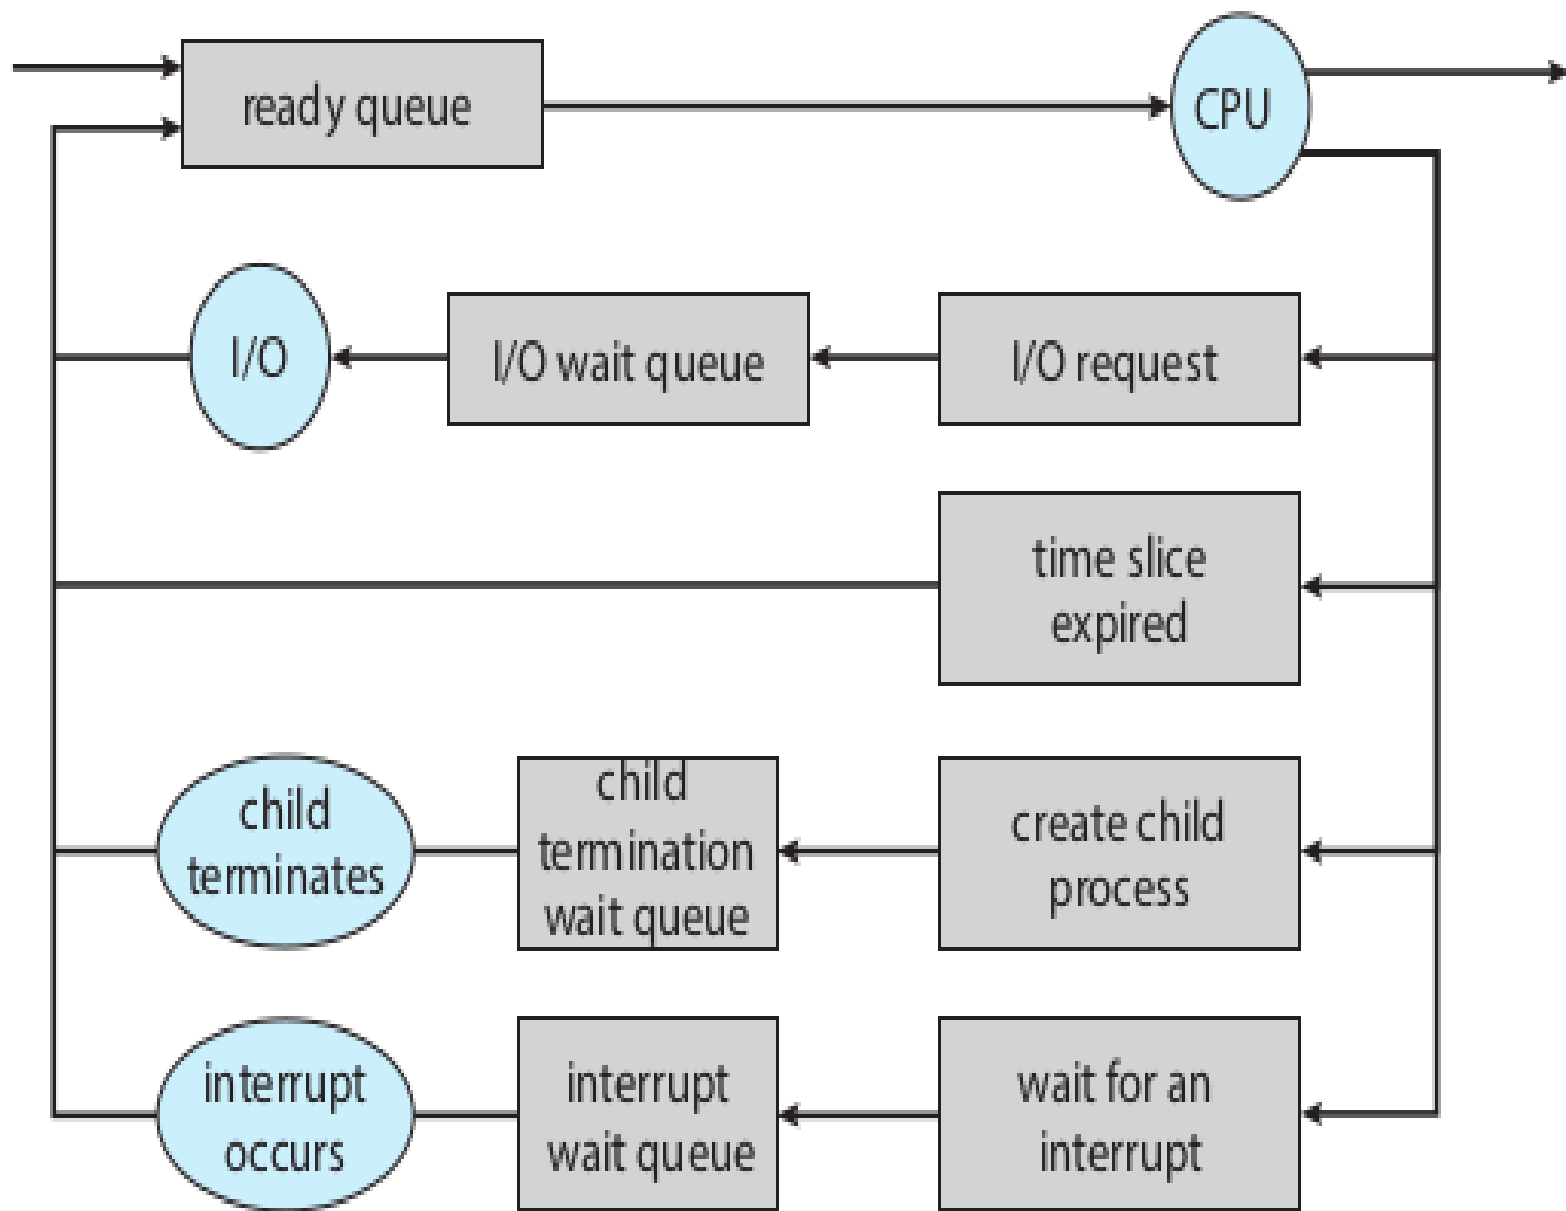 ready queue
CPU
I/O
I/O wait queue
I/O request
time slice
expired
child
terminates
child
termination
wait queue
create child
process
interrupt
occurs
interrupt
wait queue
wait for an
interrupt